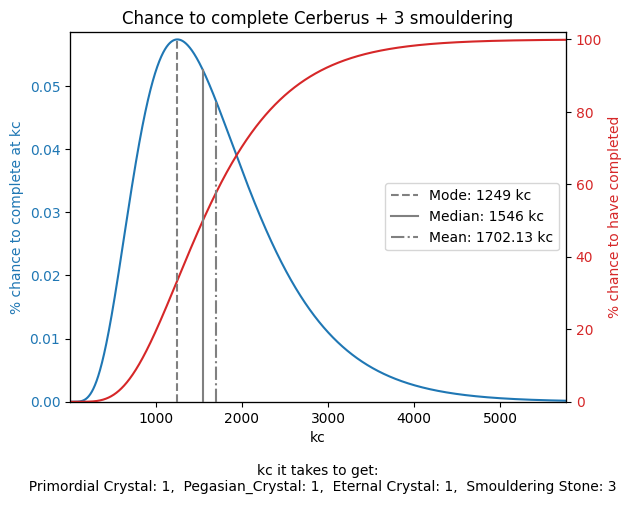 Chance to complete Cerberus + 3 smouldering
% chance to complete at kc
0.05
0.04
0.03
0.02
0.01
0.00
1000 2000 3000 4000 5000
kc
100
80
60
40
20
0
% chance to have completed
Mode: 1249 kc
Median: 1546 kc
Mean: 1702.13 kc
kc it takes to get:
Primordial Crystal: 1,  Pegasian_Crystal: 1,  Eternal Crystal: 1,  Smouldering Stone: 3